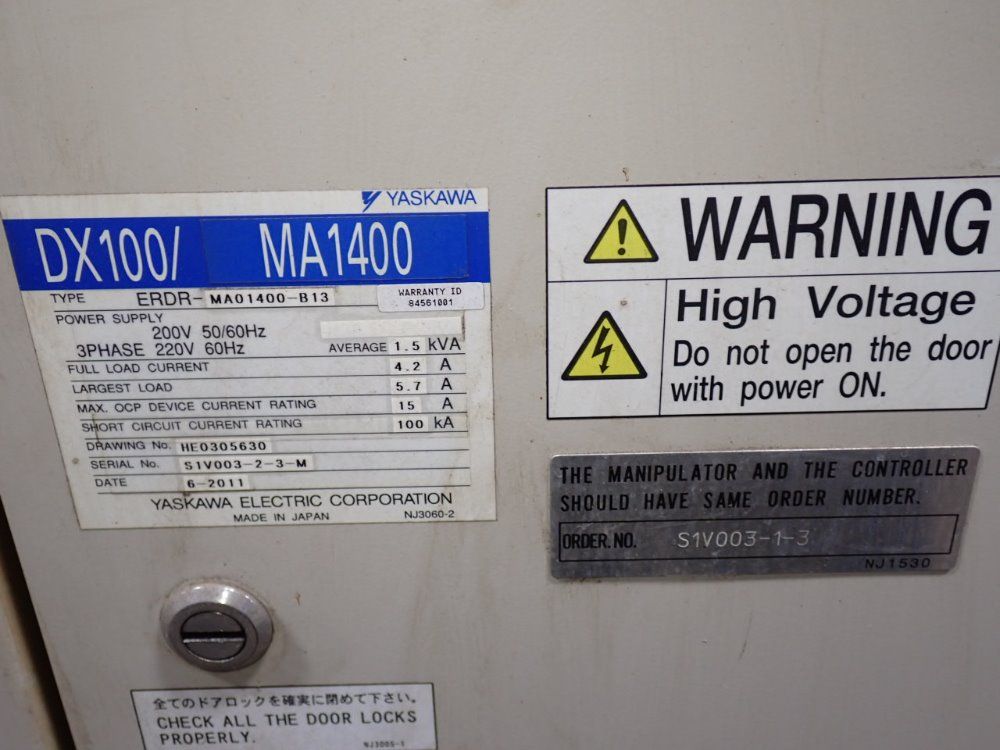 YASKAWA
DX100/ MA1400
TYPE ERDR-MA01400-B13
WARRANTY ID
84561001
POWER SUPPLY
200V 50/60Hz
3PHASE 220V 60Hz AVERAGE 1.5 kVA
FULL LOAD CURRENT 4.2 A
LARGEST LOAD 5.7 A
MAX. OCP DEVICE CURRENT RATING 15 A
SHORT CIRCUIT CURRENT RATING 100 kA
DRAWING No. HE0305630
SERIAL No. S1V003-2-3-M
DATE 6-2011
YASKAWA ELECTRIC CORPORATION
MADE IN JAPAN NJ3060-2
WARNING
High Voltage
Do not open the door
with power ON.
THE MANIPULATOR AND THE CONTROLLER
SHOULD HAVE SAME ORDER NUMBER.
ORDER.NO. S1V003-1-3
NJ1530
全てのドアロックを確実に閉めて下さい。
CHECK ALL THE DOOR LOCKS
PROPERLY.
NJ3005-1